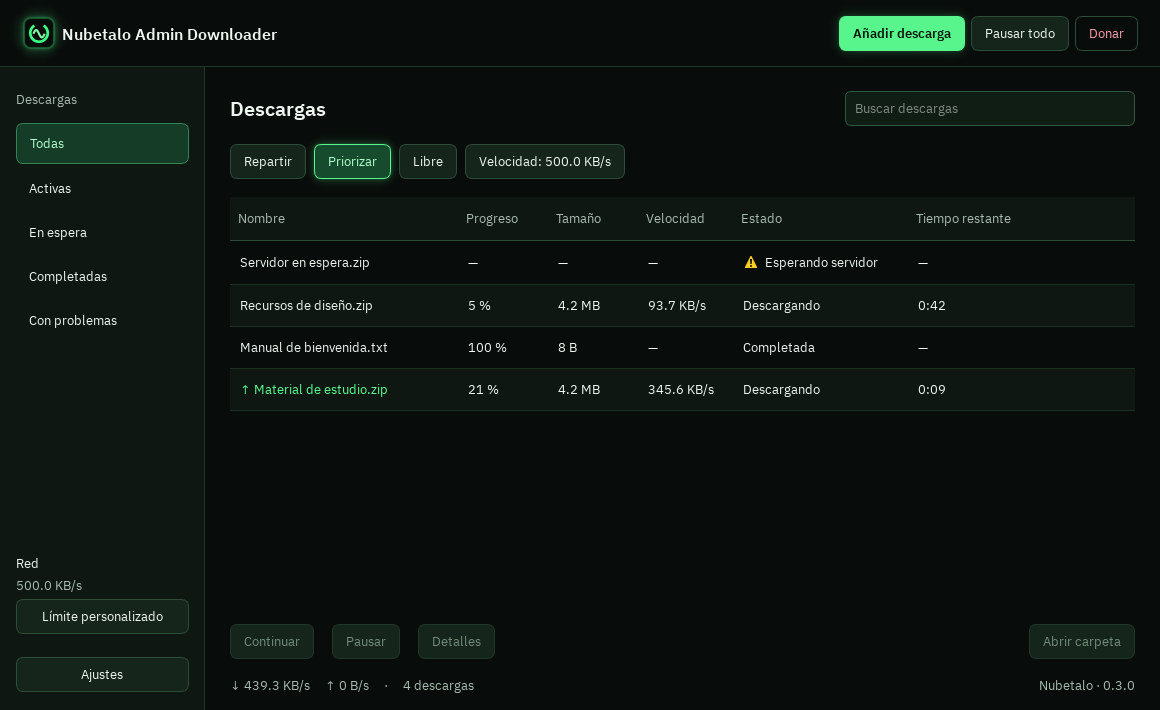 Nubetalo Admin Downloader
Añadir descarga
Pausar todo
Donar
Descargas
Todas
Activas
En espera
Completadas
Con problemas
Red
500.0 KB/s
Límite personalizado
Ajustes
Descargas
Buscar descargas
Repartir
Priorizar
Libre
Velocidad: 500.0 KB/s
Nombre Progreso Tamaño Velocidad Estado Tiempo restante
Servidor en espera.zip — — — ⚠ Esperando servidor —
Recursos de diseño.zip 5 % 4.2 MB 93.7 KB/s Descargando 0:42
Manual de bienvenida.txt 100 % 8 B — Completada —
↑ Material de estudio.zip 21 % 4.2 MB 345.6 KB/s Descargando 0:09
Continuar
Pausar
Detalles
Abrir carpeta
↓ 439.3 KB/s ↑ 0 B/s · 4 descargas
Nubetalo · 0.3.0